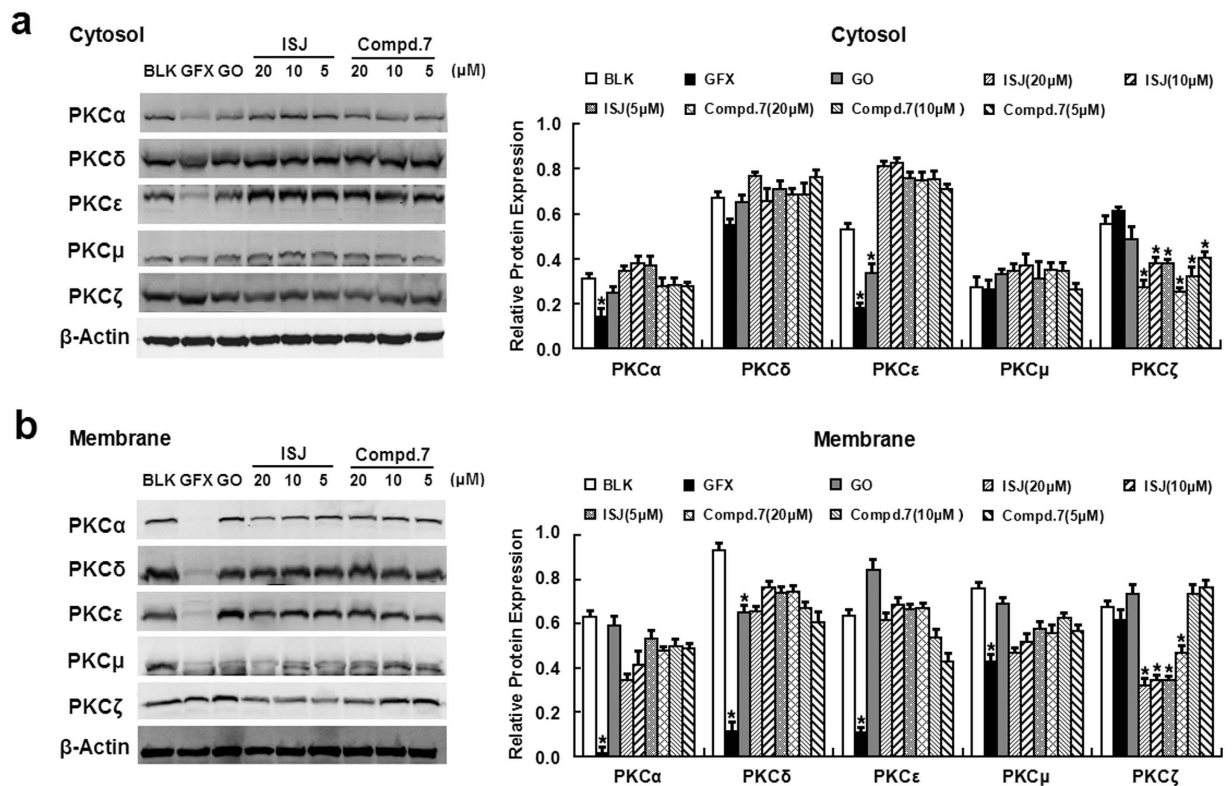 a
Cytosol
ISJ Compd.7
BLK GFX GO 20 10 5 20 10 5 (μM)
PKCα
PKCδ
PKCε
PKCμ
PKCζ
β-Actin
Cytosol
BLK GFX GO ISJ(20μM) ISJ(10μM)
ISJ(5μM) Compd.7(20μM) Compd.7(10μM ) Compd.7(5μM)
Relative Protein Expression
1.0
0.8
0.6
0.4
0.2
0.0
* * * * * * * * *
PKCα PKCδ PKCε PKCμ PKCζ
b
Membrane
ISJ Compd.7
BLK GFX GO 20 10 5 20 10 5 (μM)
PKCα
PKCδ
PKCε
PKCμ
PKCζ
β-Actin
Membrane
BLK GFX GO ISJ(20μM) ISJ(10μM)
ISJ(5μM) Compd.7(20μM) Compd.7(10μM ) Compd.7(5μM)
Relative Protein Expression
1.0
0.8
0.6
0.4
0.2
0.0
* * * * * * * * *
PKCα PKCδ PKCε PKCμ PKCζ